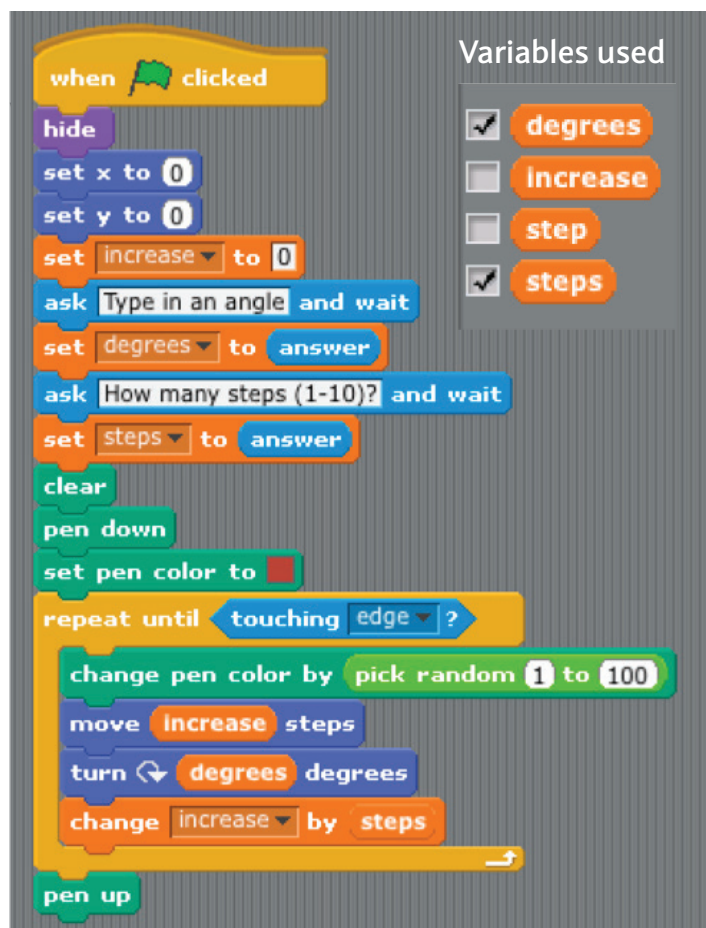 when clicked
hide
set x to 0
set y to 0
set increase to 0
ask Type in an angle and wait
set degrees to answer
ask How many steps (1-10)? and wait
set steps to answer
clear
pen down
set pen color to
repeat until touching edge ?
change pen color by pick random 1 to 100
move increase steps
turn degrees degrees
change increase by steps
pen up
Variables used
degrees
increase
step
steps